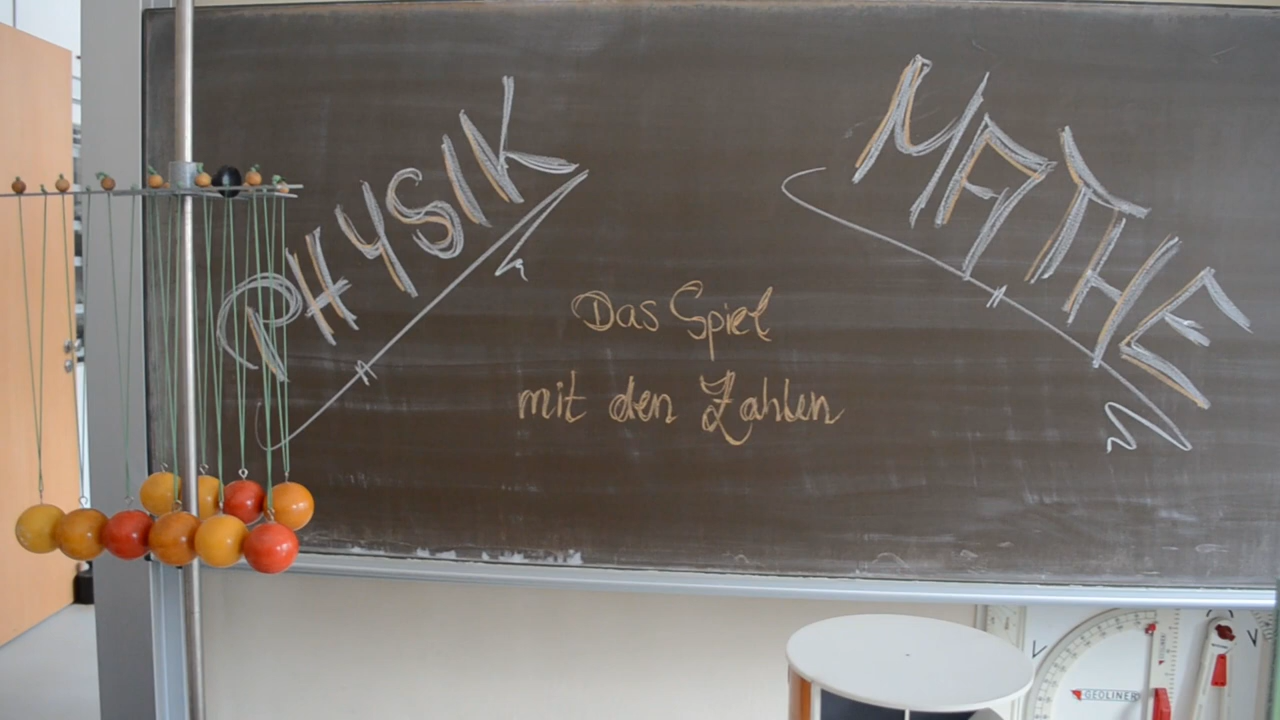 PHYSIK
MATHE
Das Spiel
mit den Zahlen
GEOLINER